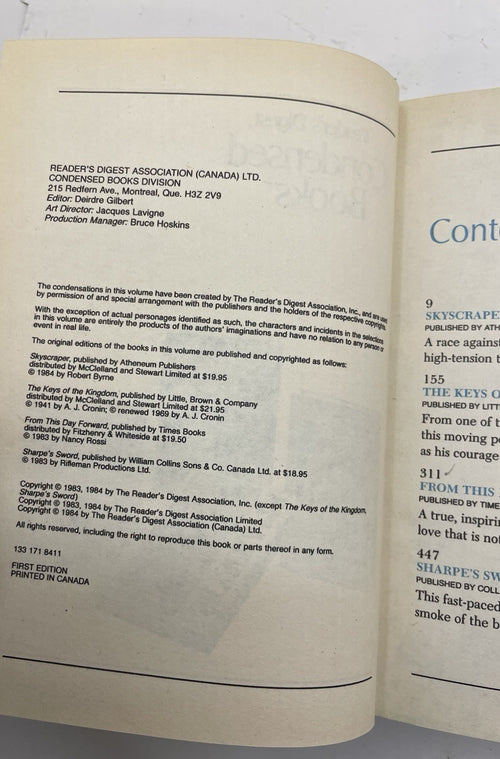 READER'S DIGEST ASSOCIATION (CANADA) LTD.
CONDENSED BOOKS DIVISION
215 Redfern Ave., Montreal, Que. H3Z 2V9
Editor: Deirdre Gilbert
Art Director: Jacques Lavigne
Production Manager: Bruce Hoskins
The condensations in this volume have been created by The Reader's Digest Association, Inc., and are used
by permission of and special arrangement with the publishers and the holders of the respective copyrights.
With the exception of actual personages identified as such, the characters and incidents in the selections
in this volume are entirely the products of the authors' imaginations and have no relation to any person or
event in real life.
The original editions of the books in this volume are published and copyrighted as follows:
Skyscraper, published by Atheneum Publishers
distributed by McClelland and Stewart Limited at $19.95
© 1984 by Robert Byrne
The Keys of the Kingdom, published by Little, Brown & Company
distributed by McClelland and Stewart Limited at $21.95
© 1941 by A. J. Cronin; © renewed 1969 by A. J. Cronin
From This Day Forward, published by Times Books
distributed by Fitzhenry & Whiteside at $19.50
© 1983 by Nancy Rossi
Sharpe's Sword, published by William Collins Sons & Co. Canada Ltd. at $18.95
© 1983 by Rifleman Productions Ltd.
Copyright © 1983, 1984 by The Reader's Digest Association, Inc. (except The Keys of the Kingdom,
Sharpe's Sword)
Copyright © 1983, 1984 by The Reader's Digest Association Limited
Copyright © 1984 by The Reader's Digest Association (Canada) Ltd.
All rights reserved, including the right to reproduce this book or parts thereof in any form.
133 171 8411
FIRST EDITION
PRINTED IN CANADA
Conte
9
SKYSCRAPE
PUBLISHED BY ATH
A race against
high-tension t
155
THE KEYS O
PUBLISHED BY LITT
From one of t
this moving po
as his courage
311
FROM THIS
PUBLISHED BY TIME
A true, inspirin
love that is not
447
SHARPE'S SW
PUBLISHED BY COLL
This fast-paced
smoke of the b